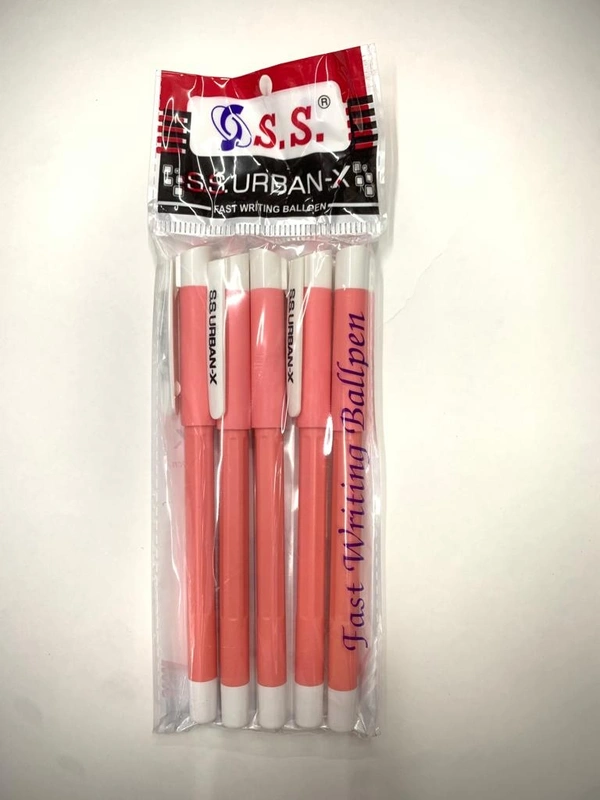 S.S.®
S.S.URBAN-X
FAST WRITING BALLPEN
S.S.URBAN-X
S.S.URBAN-X
Fast Writing Ballpen